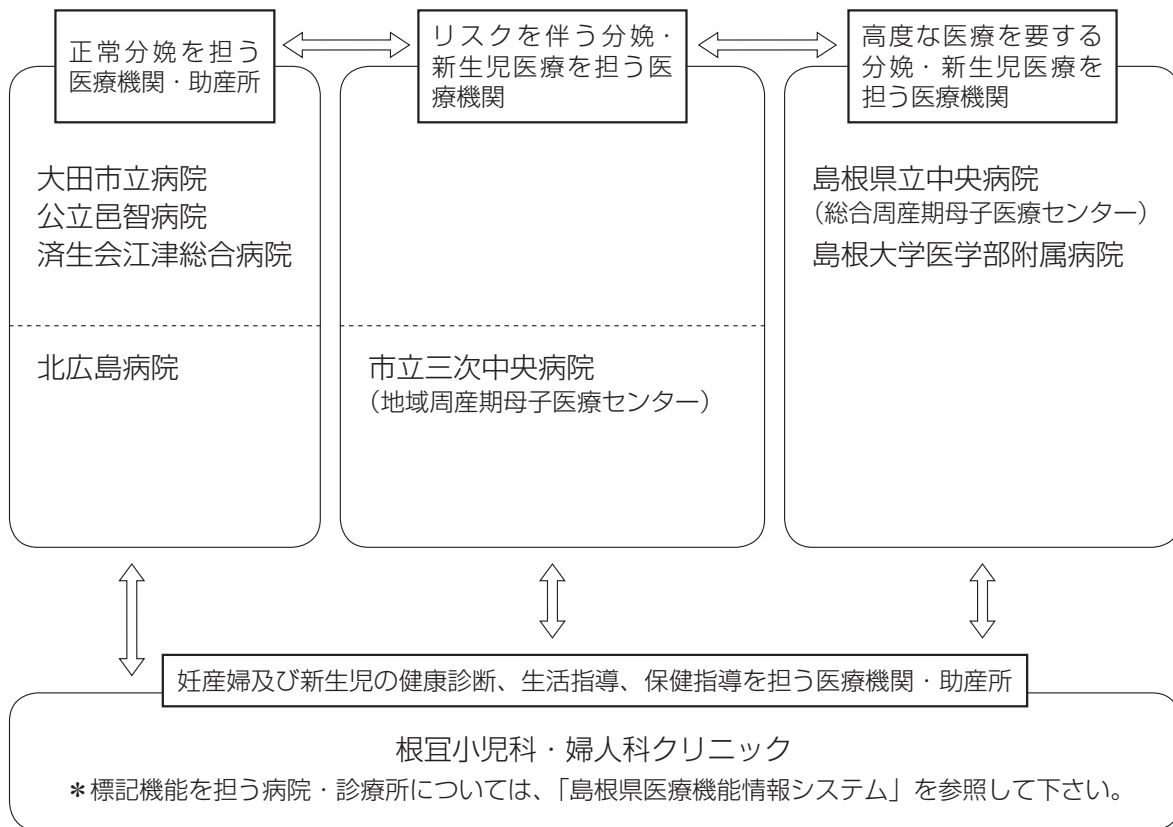 正常分娩を担う
医療機関・助産所
リスクを伴う分娩・
新生児医療を担う医
療機関
高度な医療を要する
分娩・新生児医療を
担う医療機関
大田市立病院
公立邑智病院
済生会江津総合病院
北広島病院
市立三次中央病院
（地域周産期母子医療センター）
島根県立中央病院
（総合周産期母子医療センター）
島根大学医学部附属病院
妊産婦及び新生児の健康診断、生活指導、保健指導を担う医療機関・助産所
根冝小児科・婦人科クリニック
＊標記機能を担う病院・診療所については、「島根県医療機能情報システム」を参照して下さい。